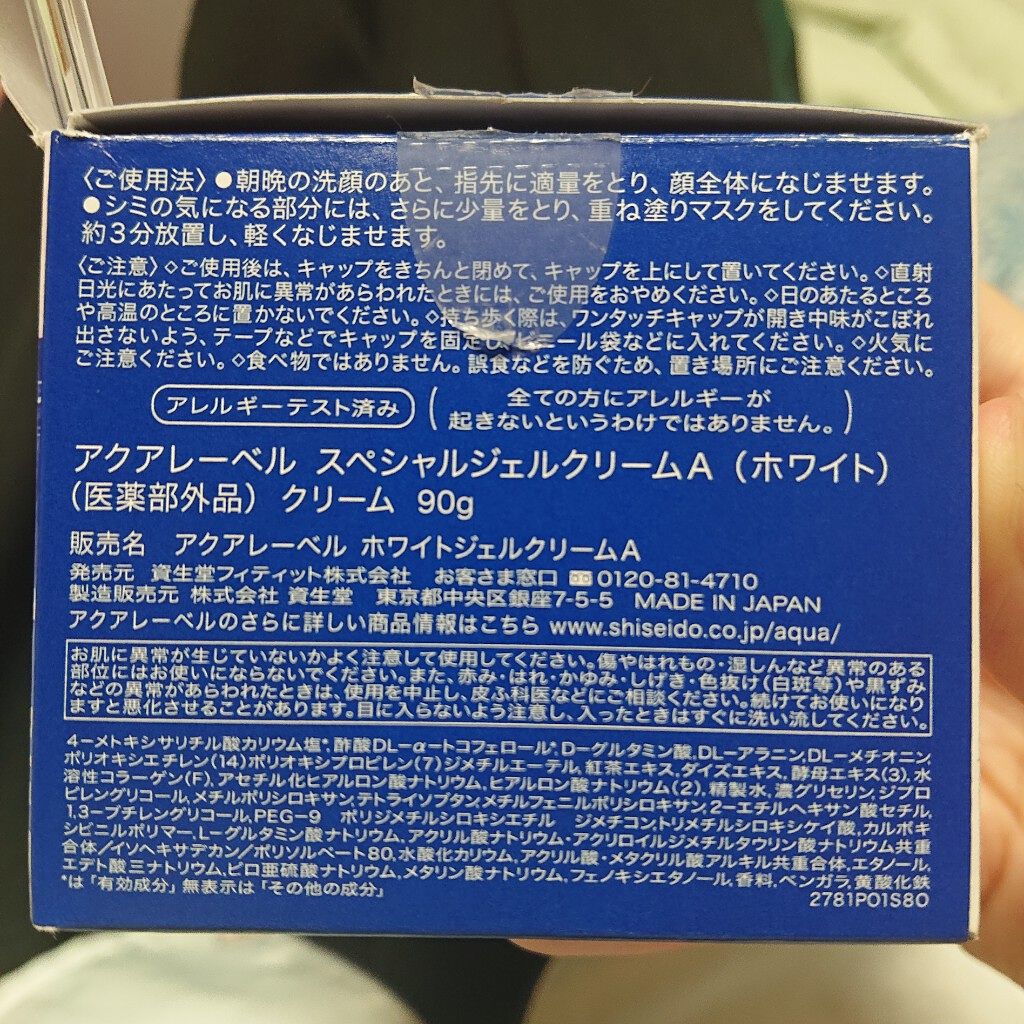 〈ご使用法〉●朝晩の洗顔のあと、指先に適量をとり、顔全体になじませます。
●シミの気になる部分には、さらに少量をとり、重ね塗りマスクをしてください。
約3分放置し、軽くなじませます。
〈ご注意〉◇ご使用後は、キャップをきちんと閉めて、キャップを上にして置いてください。◇直射
日光にあたってお肌に異常があらわれたときには、ご使用をおやめください。◇日のあたるところ
や高温のところに置かないでください。◇持ち歩く際は、ワンタッチキャップが開き中味がこぼれ
出さないよう、テープなどでキャップを固定し、ビニール袋などに入れてください。◇火気に
ご注意ください。◇食べ物ではありません。誤食などを防ぐため、置き場所にご注意ください。
アレルギーテスト済み
(全ての方にアレルギーが
起きないというわけではありません。)
アクアレーベル スペシャルジェルクリームA(ホワイト)
(医薬部外品) クリーム 90g
販売名 アクアレーベル ホワイトジェルクリームA
発売元 資生堂フィティット株式会社 お客さま窓口 0120-81-4710
製造販売元 株式会社 資生堂 東京都中央区銀座7-5-5 MADE IN JAPAN
アクアレーベルのさらに詳しい商品情報はこちら www.shiseido.co.jp/aqua/
お肌に異常が生じていないかよく注意して使用してください。傷やはれもの・湿しんなど異常のある
部位にはお使いにならないでください。また、赤み・はれ・かゆみ・しげき・色抜け(白斑等)や黒ずみ
などの異常があらわれたときは、使用を中止し、皮ふ科医などにご相談ください。続けてお使いになり
ますと悪化させることがあります。目に入らないよう注意し、入ったときはすぐに洗い流してください。
4-メトキシサリチル酸カリウム塩*,酢酸DL-α-トコフェロール*,D-グルタミン酸,DL-アラニン,DL-メチオニン,
ポリオキシエチレン(14)ポリオキシプロピレン(7)ジメチルエーテル,紅茶エキス,ダイズエキス,酵母エキス(3),水
溶性コラーゲン(F),アセチル化ヒアルロン酸ナトリウム,ヒアルロン酸ナトリウム(2),精製水,濃グリセリン,ジプロ
ピレングリコール,メチルポリシロキサン,テトライソブタン,メチルフェニルポリシロキサン,2-エチルヘキサン酸セチル,
1,3-ブチレングリコール,PEG-9 ポリジメチルシロキシエチル ジメチコン,トリメチルシロキシケイ酸,カルボキ
シビニルポリマー,L-グルタミン酸ナトリウム,アクリル酸ナトリウム・アクリロイルジメチルタウリン酸ナトリウム共重
合体/イソヘキサデカン/ポリソルベート80,水酸化カリウム,アクリル酸・メタクリル酸アルキル共重合体,エタノール,
エデト酸三ナトリウム,ピロ亜硫酸ナトリウム,メタリン酸ナトリウム,フェノキシエタノール,香料,ベンガラ,黄酸化鉄
*は「有効成分」無表示は「その他の成分」
2781P01S80